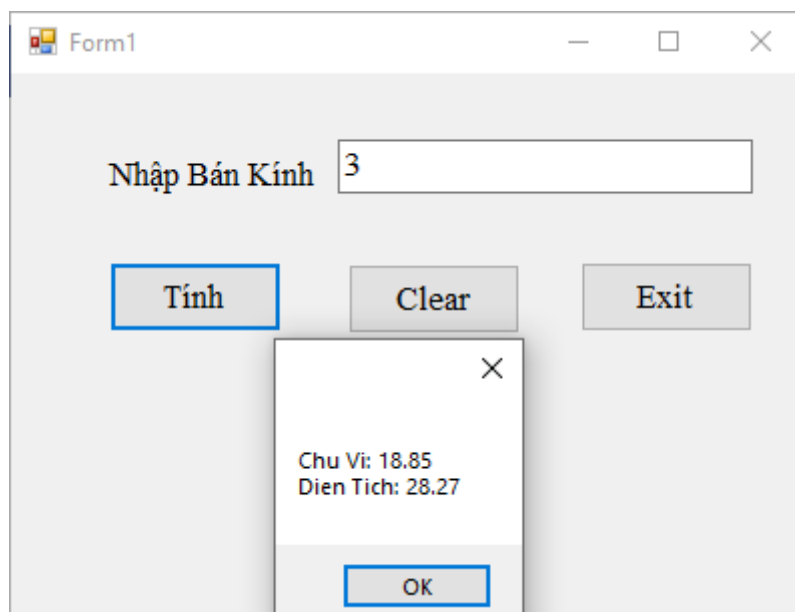 Form1
Nhập Bán Kính
3
Tính
Clear
Exit
Chu Vi: 18.85
Dien Tich: 28.27
OK